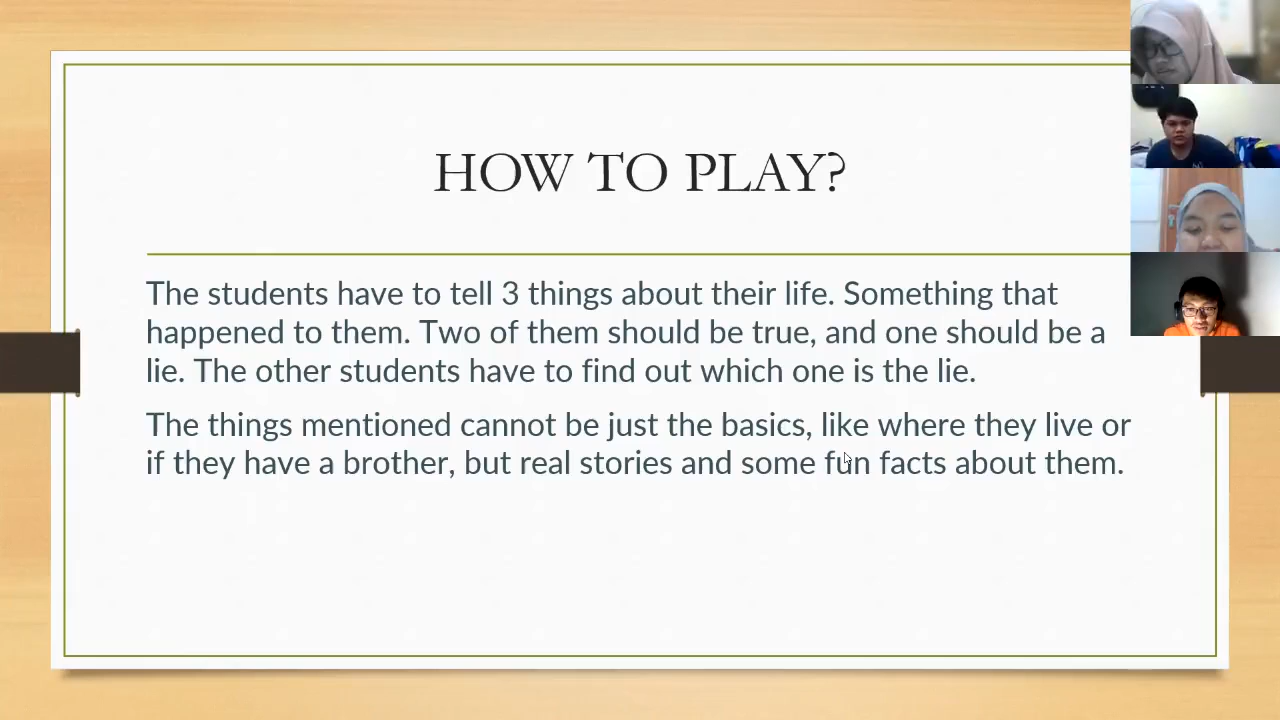 HOW TO PLAY?
The students have to tell 3 things about their life. Something that
happened to them. Two of them should be true, and one should be a
lie. The other students have to find out which one is the lie.
The things mentioned cannot be just the basics, like where they live or
if they have a brother, but real stories and some fun facts about them.